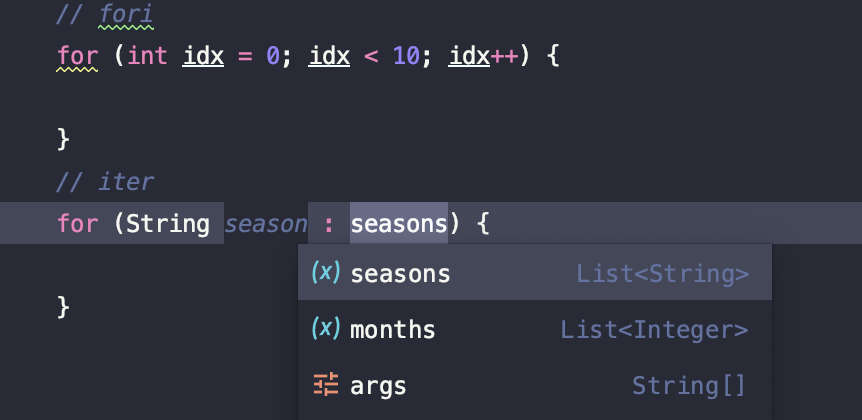 // fori
for (int idx = 0; idx < 10; idx++) {
}
// iter
for (String season : seasons) {
(x) seasons List<String>
} 
(x) months List<Integer>
args String[]